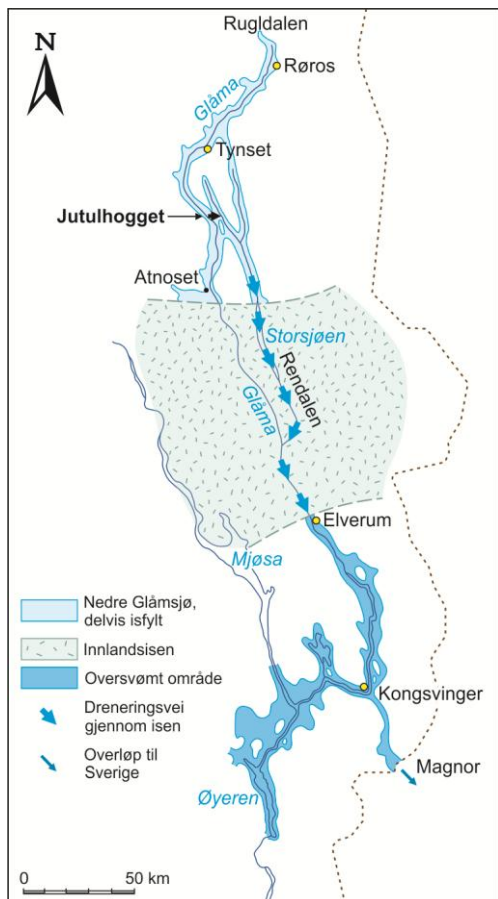 Rugldalen
N
Røros
Glåma
Tynset
Jutulhogget
Atnoset
Storsjøen
Rendalen
Glåma
Elverum
Mjøsa
Nedre Glåmsjø,
delvis isfylt
Innlandsisen
Oversvømt område
Dreneringsvei
gjennom isen
Overløp til
Sverige
Kongsvinger
Magnor
Øyeren
0 50 km